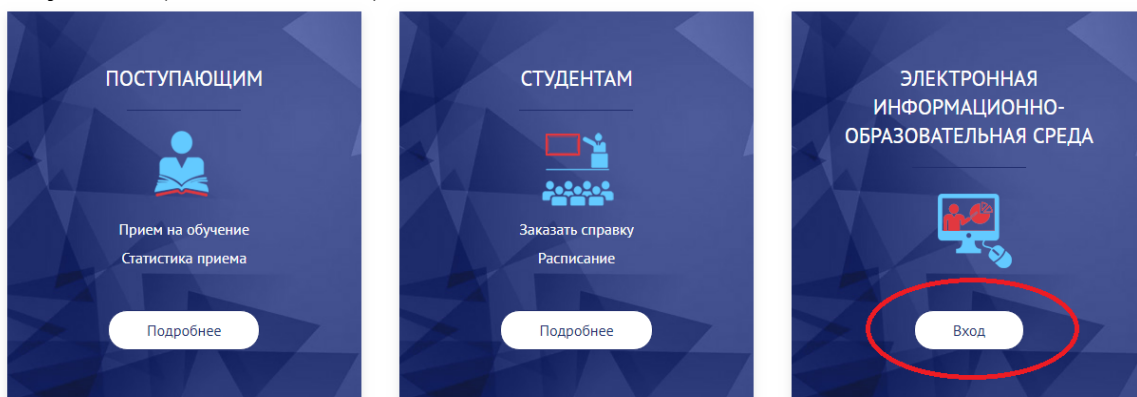 ПОСТУПАЮЩИМ
Прием на обучение
Статистика приема
Подробнее
СТУДЕНТАМ
Заказать справку
Расписание
Подробнее
ЭЛЕКТРОННАЯ
ИНФОРМАЦИОННО-
ОБРАЗОВАТЕЛЬНАЯ СРЕДА
Вход